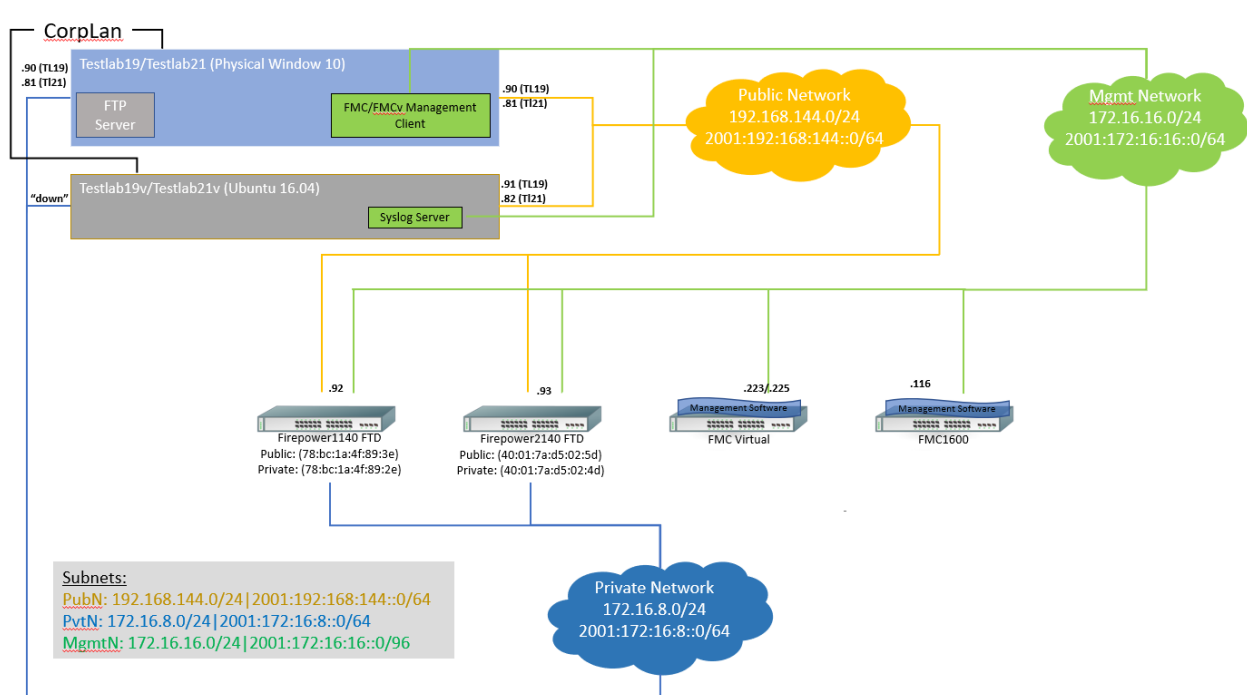 CorpLan
.90 (TL19)
.81 (Tl21)
Testlab19/Testlab21 (Physical Window 10)
FTP
Server
FMC/FMCv Management
Client
.90 (TL19)
.81 (Tl21)
Public Network
192.168.144.0/24
2001:192:168:144::0/64
Mgmt Network
172.16.16.0/24
2001:172:16:16::0/64
"down"
Testlab19v/Testlab21v (Ubuntu 16.04)
Syslog Server
.91 (TL19)
.82 (Tl21)
.92
Firepower1140 FTD
Public: (78:bc:1a:4f:89:3e)
Private: (78:bc:1a:4f:89:2e)
.93
Firepower2140 FTD
Public: (40:01:7a:d5:02:5d)
Private: (40:01:7a:d5:02:4d)
.223/.225
Management Software
FMC Virtual
.116
Management Software
FMC1600
Subnets:
PubN: 192.168.144.0/24|2001:192:168:144::0/64
PvtN: 172.16.8.0/24|2001:172:16:8::0/64
MgmtN: 172.16.16.0/24|2001:172:16:16::0/96
Private Network
172.16.8.0/24
2001:172:16:8::0/64